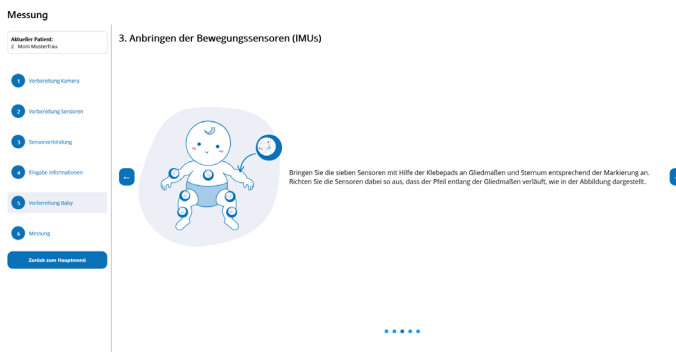 Messung
Aktueller Patient:
2 Moni Musterfrau
1 Vorbereitung Kamera
2 Vorbereitung Sensoren
3 Sensorverbindung
4 Eingabe Informationen
5 Vorbereitung Baby
6 Messung
Zurück zum Hauptmenü
3. Anbringen der Bewegungssensoren (IMUs)
Bringen Sie die sieben Sensoren mit Hilfe der Klebepads an Gliedmaßen und Sternum entsprechend der Markierung an.
Richten Sie die Sensoren dabei so aus, dass der Pfeil entlang der Gliedmaßen verläuft, wie in der Abbildung dargestellt.